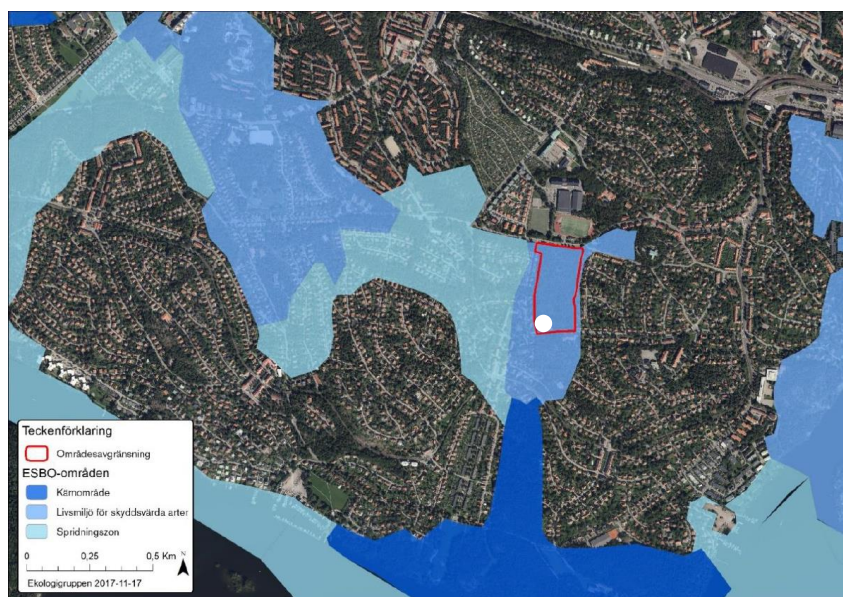 Teckenförklaring
Områdesavgränsning
ESBO-områden
Kärnområde
Livsmiljö för skyddsvärda arter
Spridningszon
0 0,25 0,5 Km N
Ekologigruppen 2017-11-17